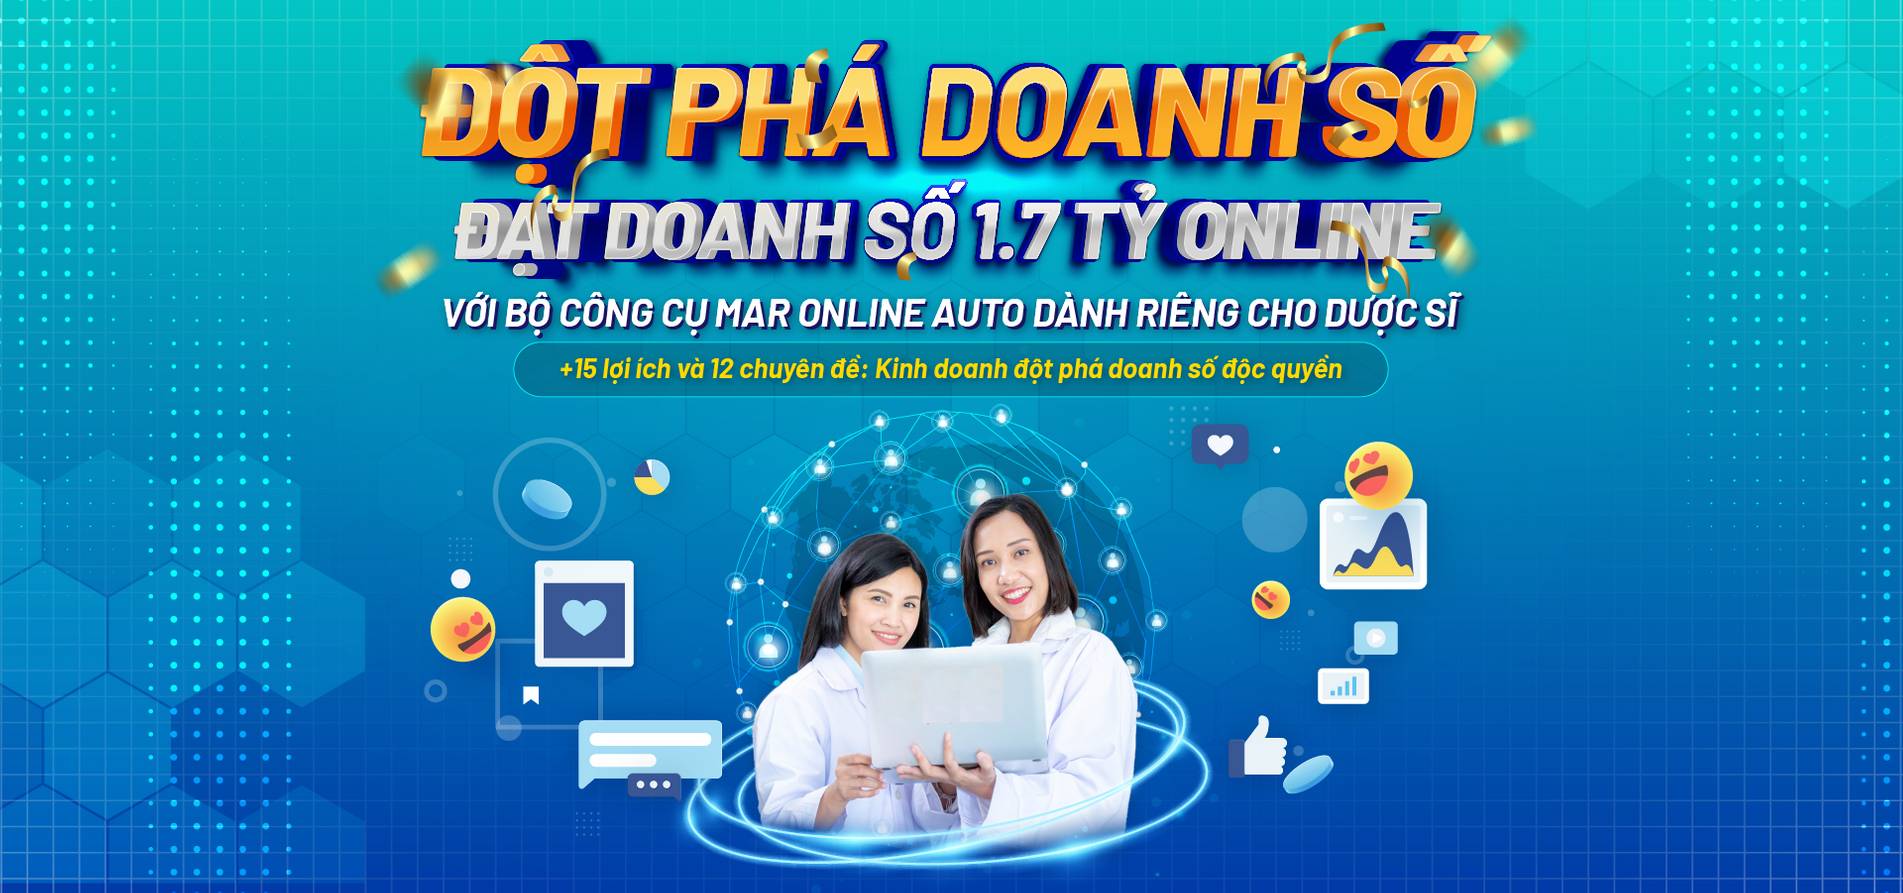 ĐỘT PHÁ DOANH SỐ
ĐẠT DOANH SỐ 1.7 TỶ ONLINE
VỚI BỘ CÔNG CỤ MAR ONLINE AUTO DÀNH RIÊNG CHO DƯỢC SĨ
+15 lợi ích và 12 chuyên đề: Kinh doanh đột phá doanh số độc quyền